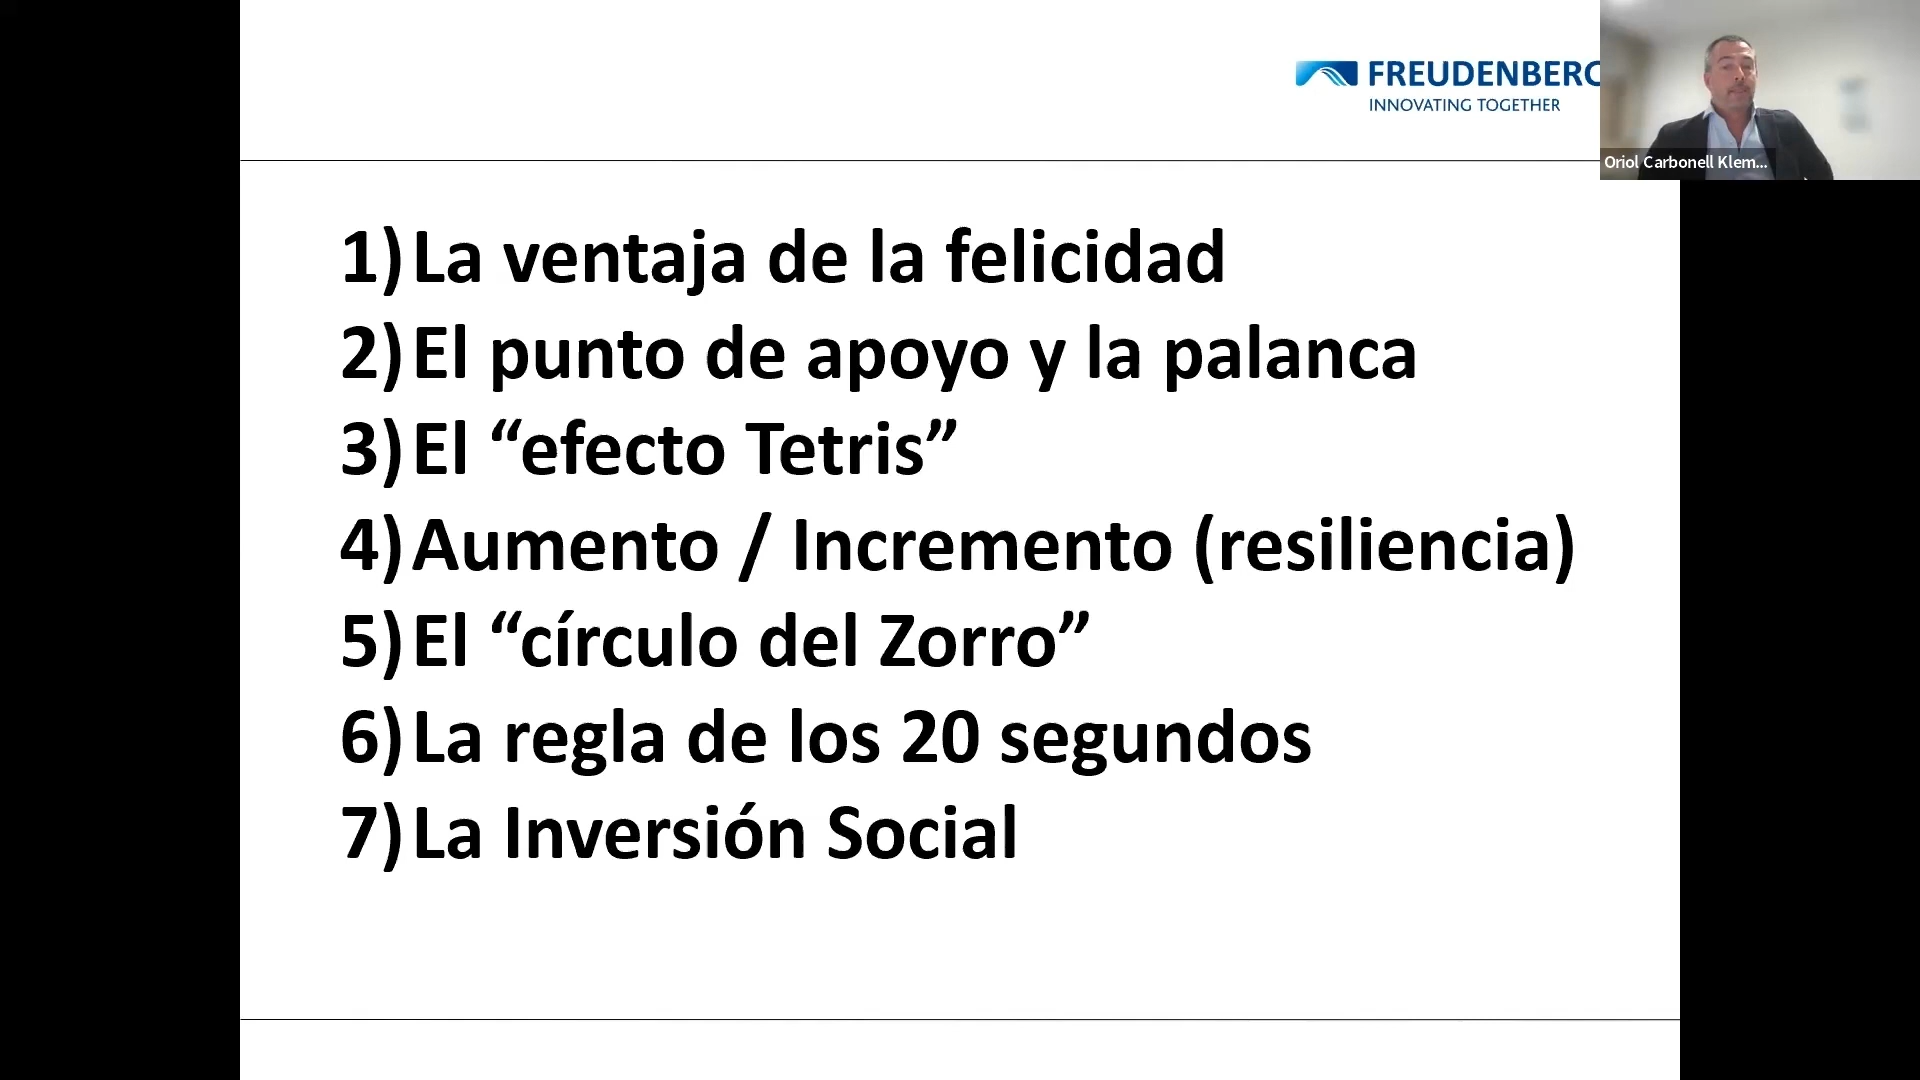 FREUDENBERG
INNOVATING TOGETHER
Oriol Carbonell Klem...
1) La ventaja de la felicidad
2) El punto de apoyo y la palanca
3) El “efecto Tetris”
4) Aumento / Incremento (resiliencia)
5) El “círculo del Zorro”
6) La regla de los 20 segundos
7) La Inversión Social